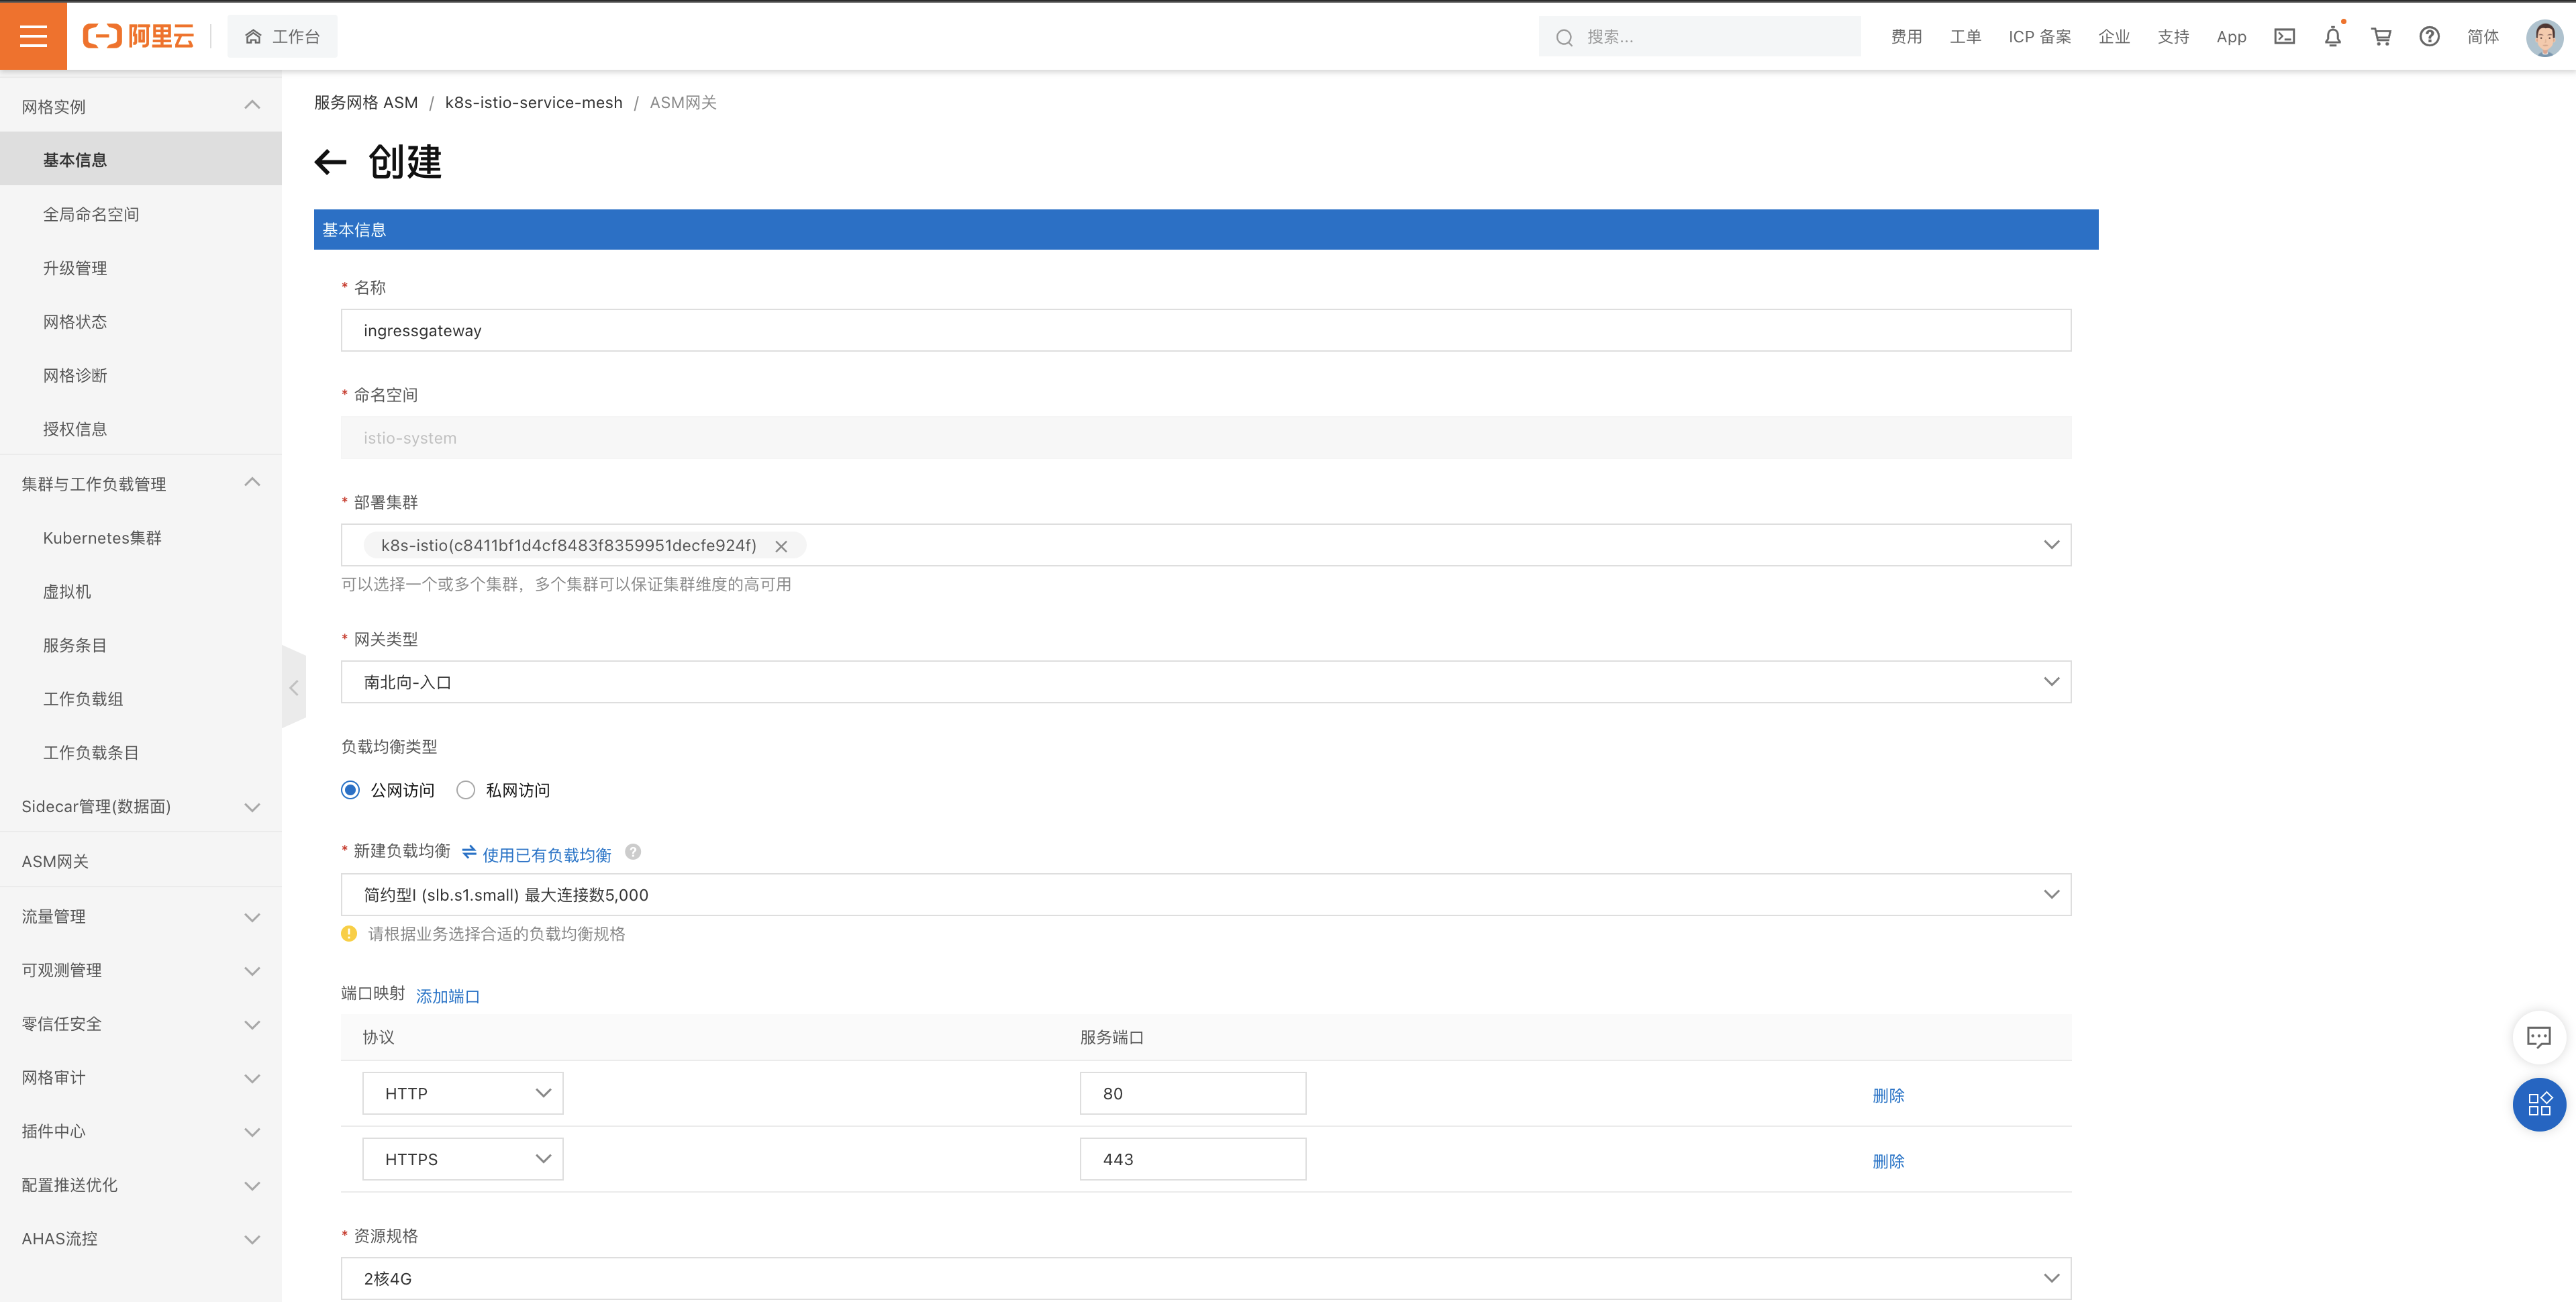 阿里云
工作台
搜索...
费用 工单 ICP 备案 企业 支持 App 简体
网格实例
基本信息
全局命名空间
升级管理
网格状态
网格诊断
授权信息
集群与工作负载管理
Kubernetes集群
虚拟机
服务条目
工作负载组
工作负载条目
Sidecar管理(数据面)
ASM网关
流量管理
可观测管理
零信任安全
网格审计
插件中心
配置推送优化
AHAS流控
服务网格 ASM / k8s-istio-service-mesh / ASM网关
创建
基本信息
* 名称
ingressgateway
* 命名空间
istio-system
* 部署集群
k8s-istio(c8411bf1d4cf8483f8359951decfe924f)
可以选择一个或多个集群，多个集群可以保证集群维度的高可用
* 网关类型
南北向-入口
负载均衡类型
公网访问 私网访问
* 新建负载均衡 使用已有负载均衡
简约型I (slb.s1.small) 最大连接数5,000
请根据业务选择合适的负载均衡规格
端口映射 添加端口
协议 服务端口
HTTP 80 删除
HTTPS 443 删除
* 资源规格
2核4G